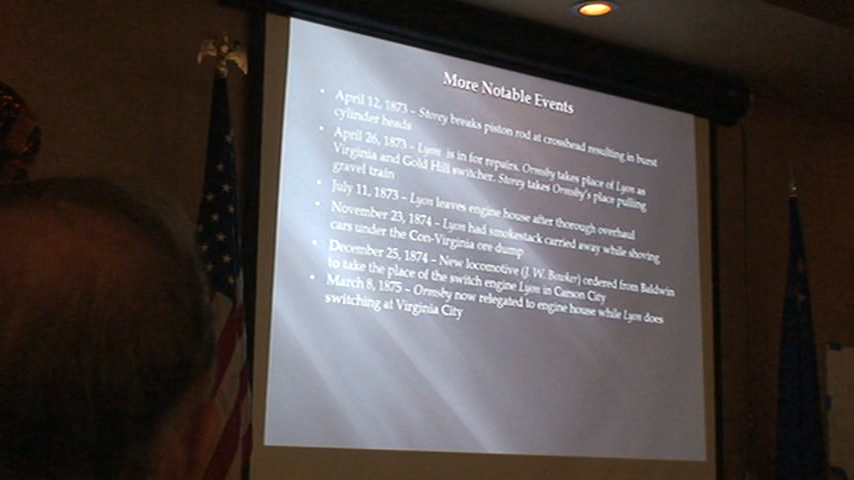 More Notable Events
• April 12, 1873 – Storey breaks piston rod at crosshead resulting in burst
cylinder heads
• April 26, 1873 – Lyon is in for repairs. Ormsby takes place of Lyon as
Virginia and Gold Hill switcher. Storey takes Ormsby's place pulling
gravel train
• July 11, 1873 – Lyon leaves engine house after thorough overhaul
• November 23, 1874 – Lyon had smokestack carried away while shoving
cars under the Con-Virginia ore dump
• December 25, 1874 – New locomotive (J. W. Bowker) ordered from Baldwin
to take the place of the switch engine Lyon in Carson City
• March 8, 1875 – Ormsby now relegated to engine house while Lyon does
switching at Virginia City